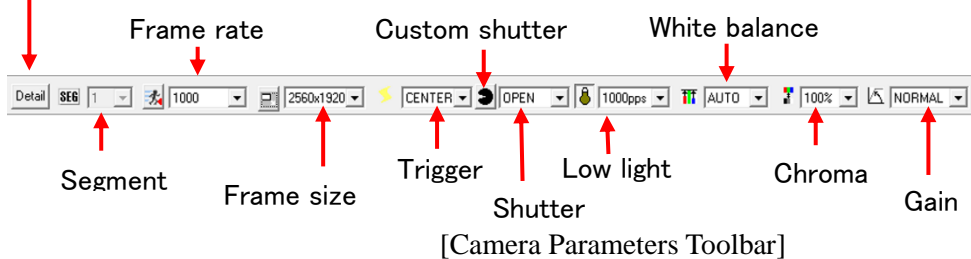 Frame rate Custom shutter White balance
Detail SEG 1 1000 2560x1920 CENTER OPEN 1000pps AUTO 100% NORMAL
Segment Frame size Trigger Shutter Low light Chroma Gain
[Camera Parameters Toolbar]